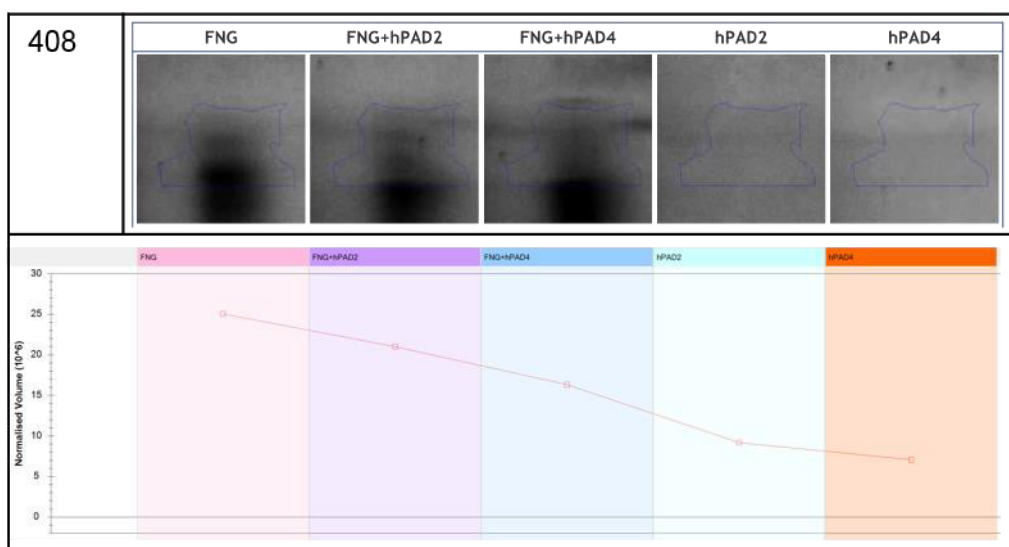 408
FNG FNG+hPAD2 FNG+hPAD4 hPAD2 hPAD4
FNG FNG+hPAD2 FNG+hPAD4 hPAD2 hPAD4
Normalised Volume (10^6)
30
25
20
15
10
5
0